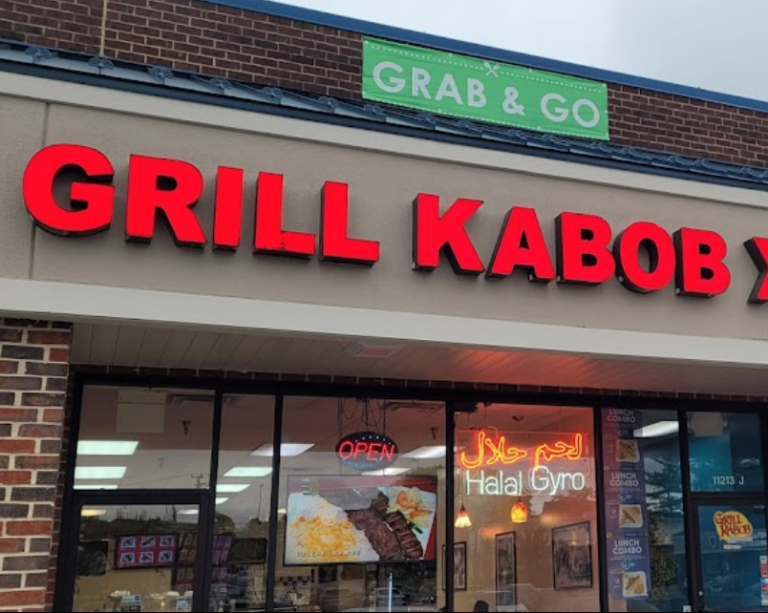 GRAB & GO
GRILL KABOB
OPEN
لحم حلال
Halal Gyro
LUNCH COMBO
LUNCH COMBO
LUNCH COMBO
11213 J
GRILL KABOB